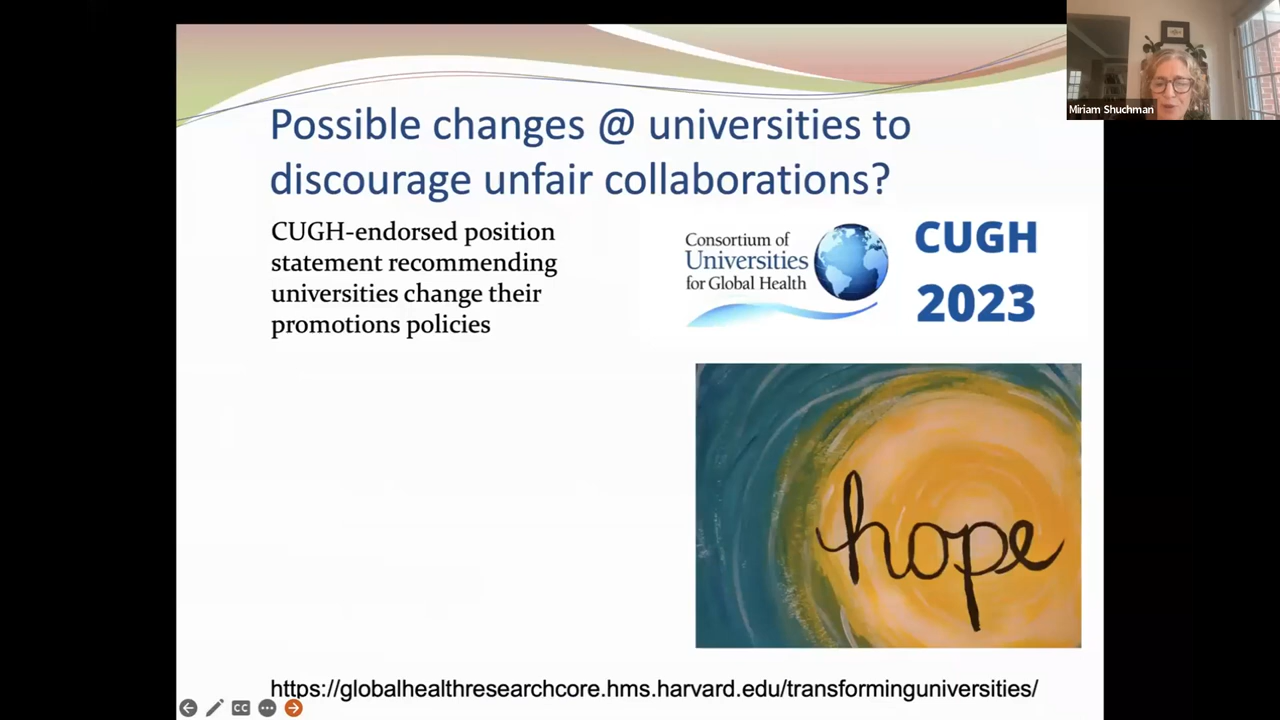 Possible changes @ universities to
discourage unfair collaborations?
CUGH-endorsed position
statement recommending
universities change their
promotions policies
Consortium of
Universities
for Global Health
CUGH
2023
hope
https://globalhealthresearchcore.hms.harvard.edu/transforminguniversities/
CC
Miriam Shuchman